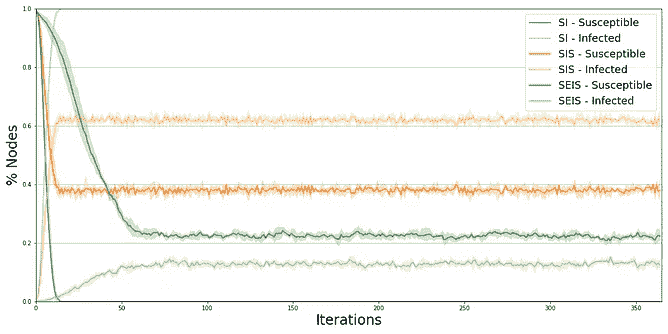 1.0
0.8
0.6
0.4
0.2
0.0
% Nodes
0
50
100
150
200
250
300
350
Iterations
SI - Susceptible
SI - Infected
SIS - Susceptible
SIS - Infected
SEIS - Susceptible
SEIS - Infected